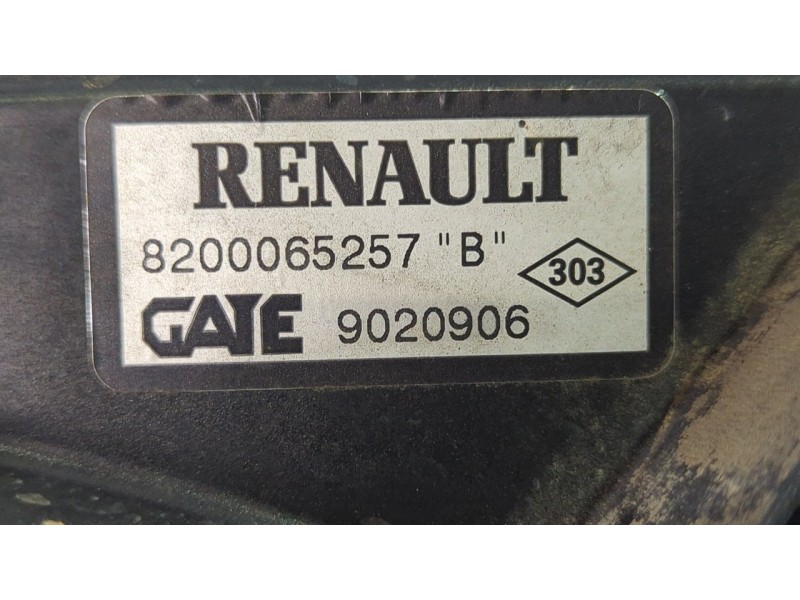 RENAULT
8200065257 "B"
303
GATE 9020906